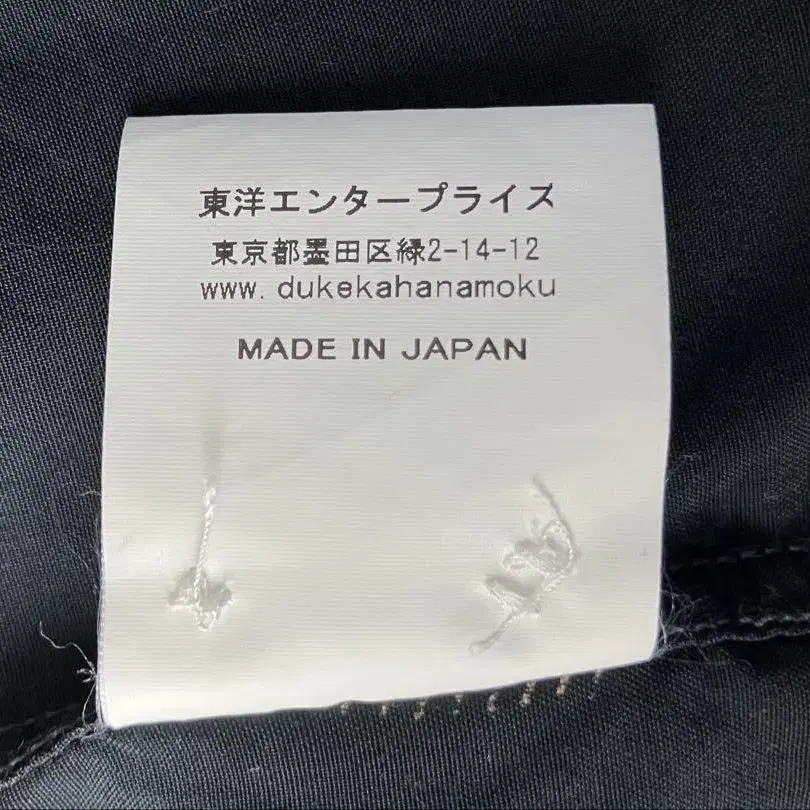 東洋エンタープライズ
東京都墨田区緑2-14-12
www. dukekahanamoku
MADE IN JAPAN